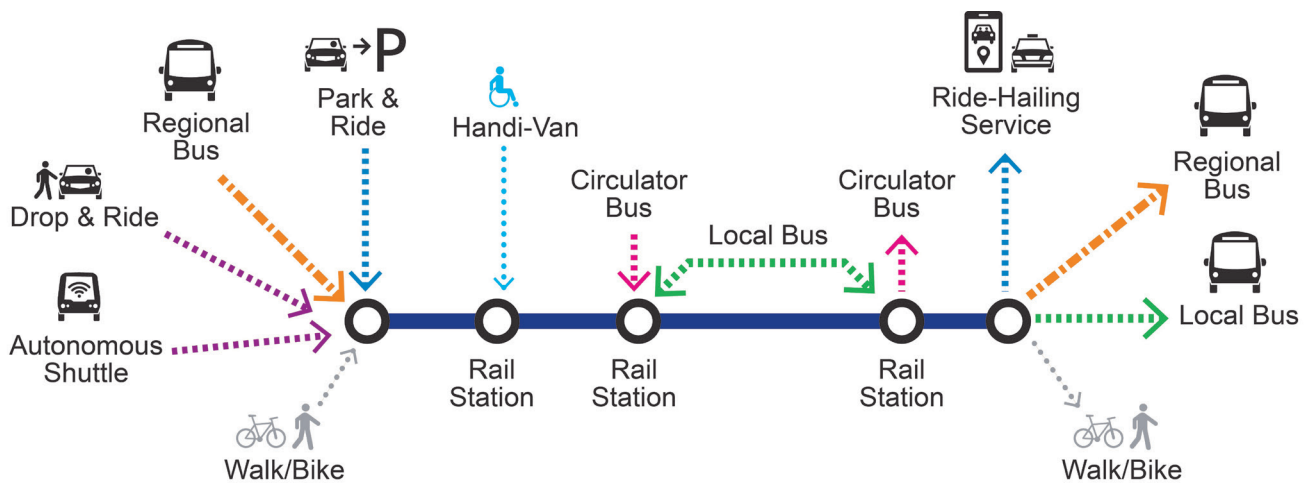 P
Park &
Ride
Regional
Bus
Handi-Van
Ride-Hailing
Service
Regional
Bus
Drop & Ride
Circulator
Bus
Circulator
Bus
Local Bus
Local Bus
Autonomous
Shuttle
Rail
Station
Rail
Station
Rail
Station
Walk/Bike
Walk/Bike